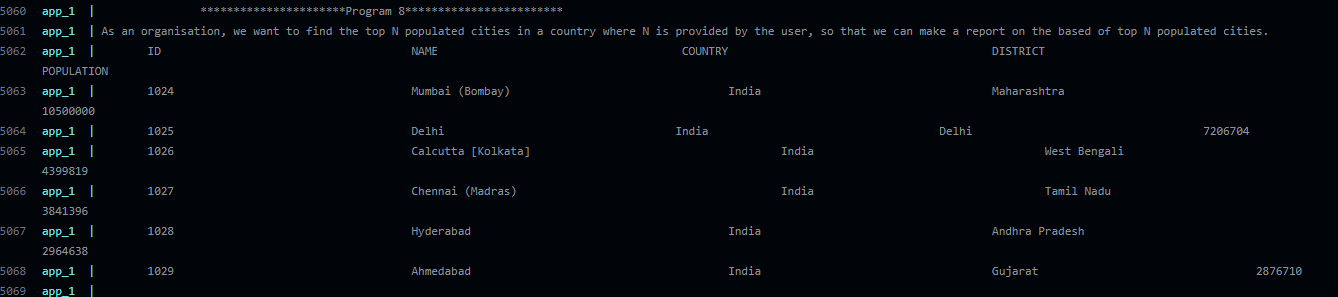 5060 app_1 | **********************Program 8************************
5061 app_1 | As an organisation, we want to find the top N populated cities in a country where N is provided by the user, so that we can make a report on the based of top N populated cities.
5062 app_1 | ID NAME COUNTRY DISTRICT
POPULATION
5063 app_1 | 1024 Mumbai (Bombay) India Maharashtra
10500000
5064 app_1 | 1025 Delhi India Delhi 7206704
5065 app_1 | 1026 Calcutta [Kolkata] India West Bengali
4399819
5066 app_1 | 1027 Chennai (Madras) India Tamil Nadu
3841396
5067 app_1 | 1028 Hyderabad India Andhra Pradesh
2964638
5068 app_1 | 1029 Ahmedabad India Gujarat 2876710
5069 app_1 |